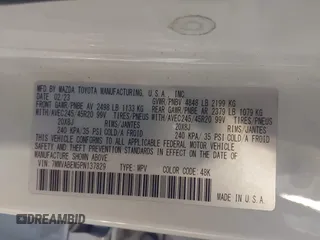 MFD. BY MAZDA TOYOTA MANUFACTURING, U.S.A., INC.
DATE: 02/23 GVWR/PNBV 4848 LB 2199 KG
FRONT GAWR/PNBE AV 2498 LB 1133 KG REAR GAWR/PNBE AR 2370 LB 1079 KG
WITH/AVEC245/45R20 99V TIRES/PNEUS WITH/AVEC245/45R20 99V TIRES/PNEUS
20X8J RIMS/JANTES 20X8J RIMS/JANTES
240 KPA/35 PSI COLD/A FROID 240 KPA/35 PSI COLD/A FROID
THIS VEHICLE CONFORMS TO ALL APPLICABLE U.S. FEDERAL MOTOR VEHICLE
SAFETY, BUMPER, AND THEFT PREVENTION STANDARDS IN EFFECT ON THE DATE OF
MANUFACTURE SHOWN ABOVE.
VIN: 7MMVABEM5PN137829 TYPE: MPV COLOR CODE: 48K
DREAMBID